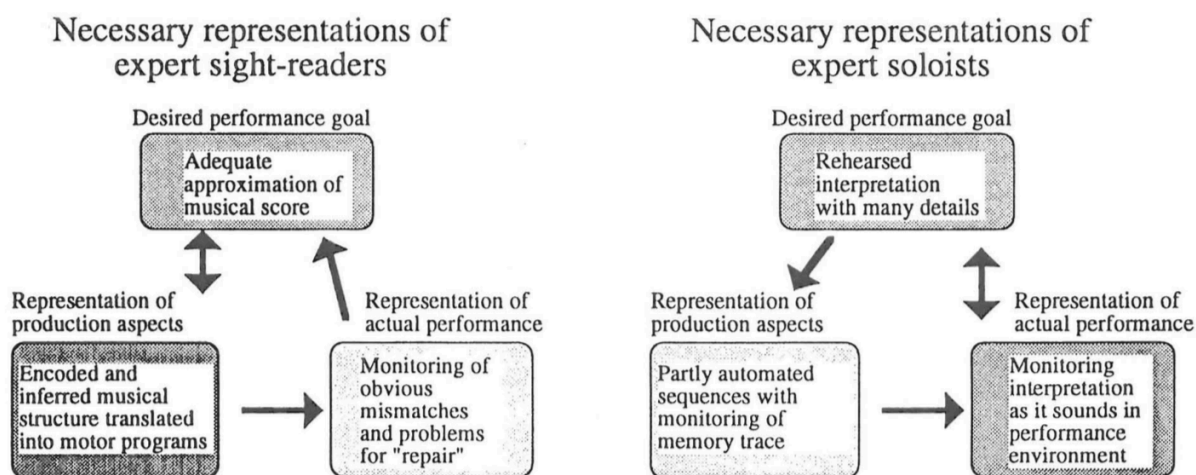 Necessary representations of
expert sight-readers
Desired performance goal
Adequate
approximation of
musical score
Representation of
production aspects
Encoded and
inferred musical
structure translated
into motor programs
Representation of
actual performance
Monitoring of
obvious
mismatches
and problems
for "repair"
Necessary representations of
expert soloists
Desired performance goal
Rehearsed
interpretation
with many details
Representation of
production aspects
Partly automated
sequences with
monitoring of
memory trace
Representation of
actual performance
Monitoring
interpretation
as it sounds in
performance
environment